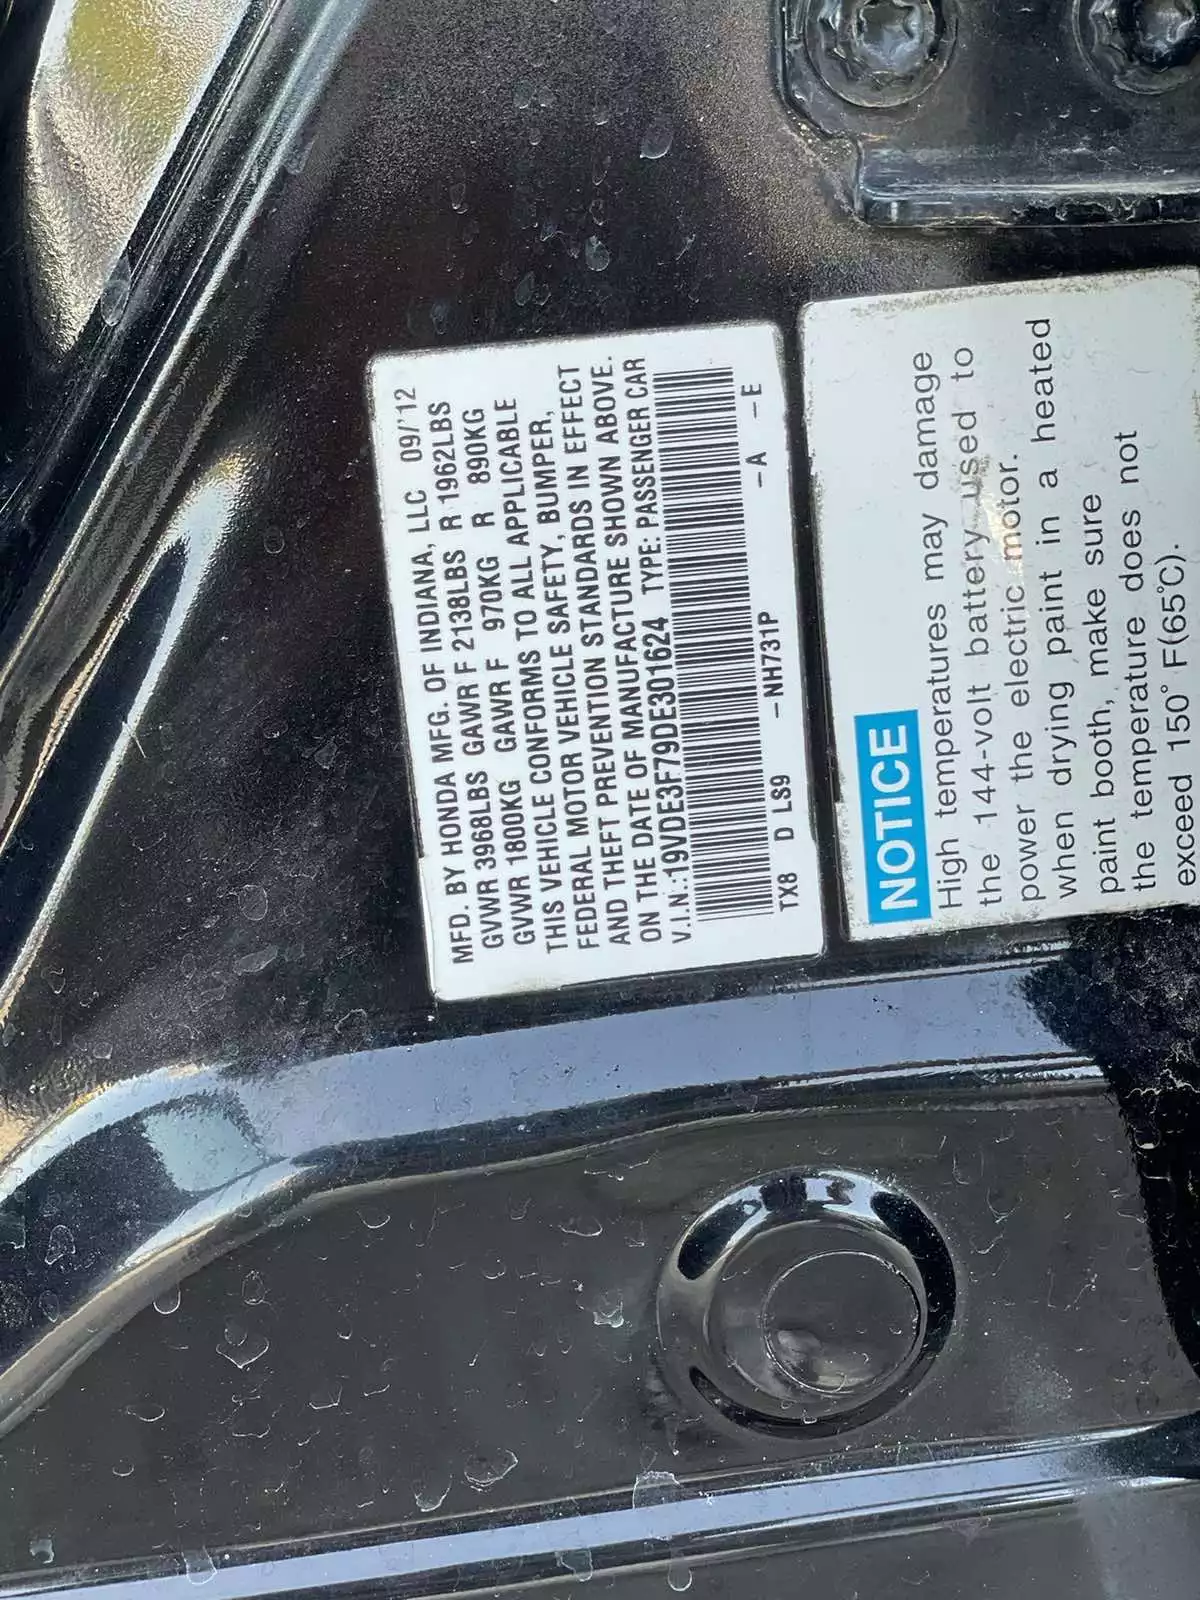 MFD. BY HONDA MFG. OF INDIANA, LLC 09/'12
GVWR 3968LBS GAWR F 2138LBS R 1962LBS
GVWR 1800KG GAWR F 970KG R 890KG
THIS VEHICLE CONFORMS TO ALL APPLICABLE
FEDERAL MOTOR VEHICLE SAFETY, BUMPER,
AND THEFT PREVENTION STANDARDS IN EFFECT
ON THE DATE OF MANUFACTURE SHOWN ABOVE.
V.I.N.:19VDE3F79DE301624 TYPE: PASSENGER CAR
TX8 D LS9 –NH731P –A –E
NOTICE
High temperatures may damage
the 144-volt battery used to
power the electric motor.
when drying paint in a heated
paint booth, make sure
the temperature does not
exceed 150°F(65°C).